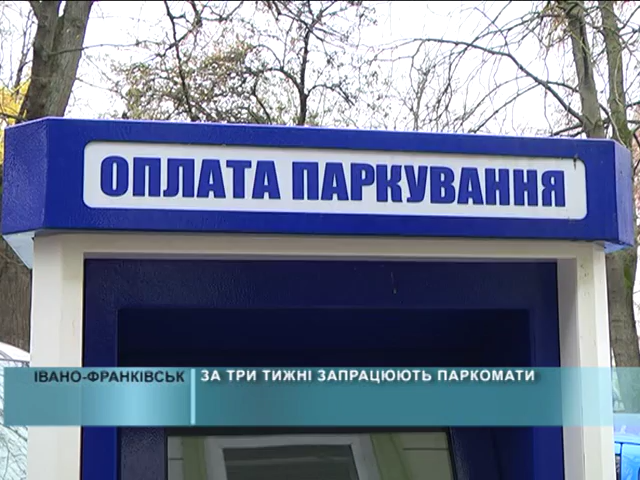 ОПЛАТА ПАРКУВАННЯ
ІВАНО-ФРАНКІВСЬК ЗА ТРИ ТИЖНІ ЗАПРАЦЮЮТЬ ПАРКОМАТИ